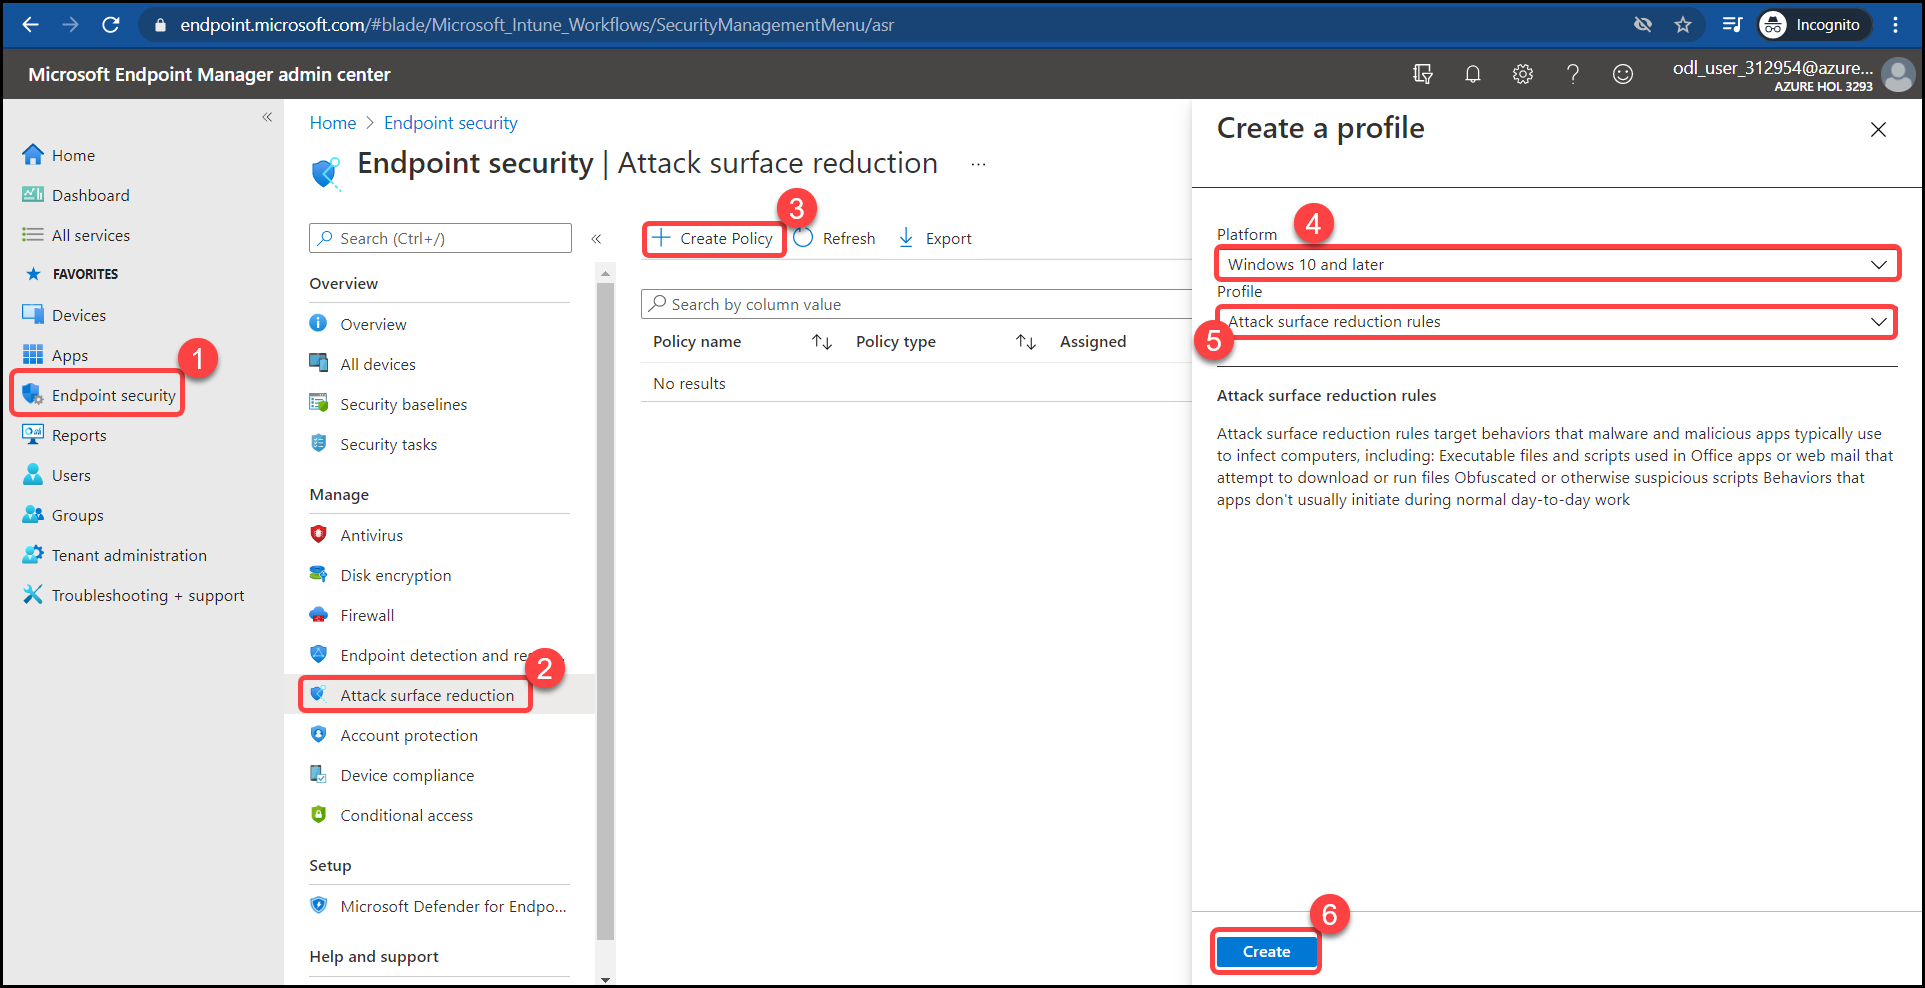 endpoint.microsoft.com/#blade/Microsoft_Intune_Workflows/SecurityManagementMenu/asr
Incognito
Microsoft Endpoint Manager admin center
odl_user_312954@azure...
AZURE HOL 3293
«
Home
Dashboard
All services
FAVORITES
Devices
Apps
1
Endpoint security
Reports
Users
Groups
Tenant administration
Troubleshooting + support
Home > Endpoint security
Endpoint security | Attack surface reduction ...
Search (Ctrl+/)
«
Overview
Overview
All devices
Security baselines
Security tasks
Manage
Antivirus
Disk encryption
Firewall
Endpoint detection and re
2
Attack surface reduction
Account protection
Device compliance
Conditional access
Setup
Microsoft Defender for Endpo...
Help and support
3
Create Policy Refresh Export
Search by column value
Policy name Policy type Assigned
No results
Create a profile
4
Platform
Windows 10 and later
Profile
5
Attack surface reduction rules
Attack surface reduction rules
Attack surface reduction rules target behaviors that malware and malicious apps typically use
to infect computers, including: Executable files and scripts used in Office apps or web mail that
attempt to download or run files Obfuscated or otherwise suspicious scripts Behaviors that
apps don't usually initiate during normal day-to-day work
6
Create